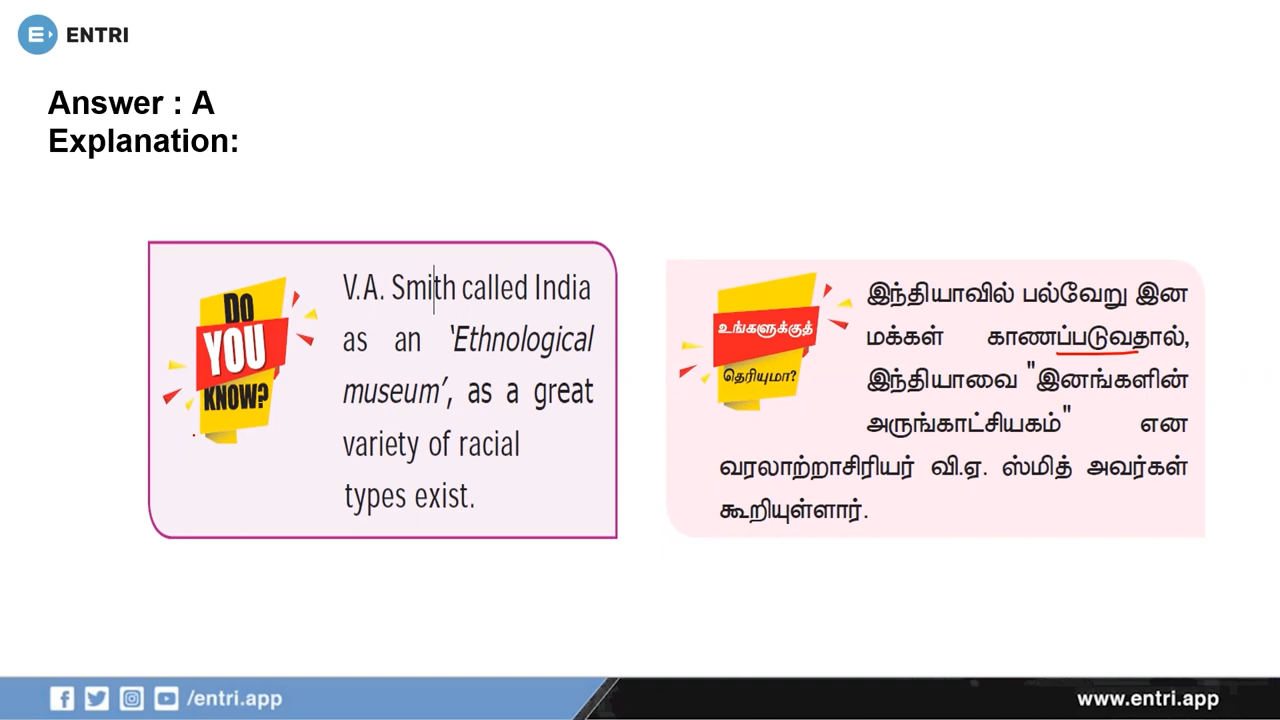 ENTRI
Answer : A
Explanation:
DO
YOU
KNOW?
V.A. Smith called India
as an ‘Ethnological
museum’, as a great
variety of racial
types exist.
உங்களுக்குத்
தெரியுமா?
இந்தியாவில் பல்வேறு இன
மக்கள் காணப்படுவதால்,
இந்தியாவை "இனங்களின்
அருங்காட்சியகம்" என
வரலாற்றாசிரியர் வி.ஏ. ஸ்மித் அவர்கள்
கூறியுள்ளார்.
/entri.app
www.entri.app